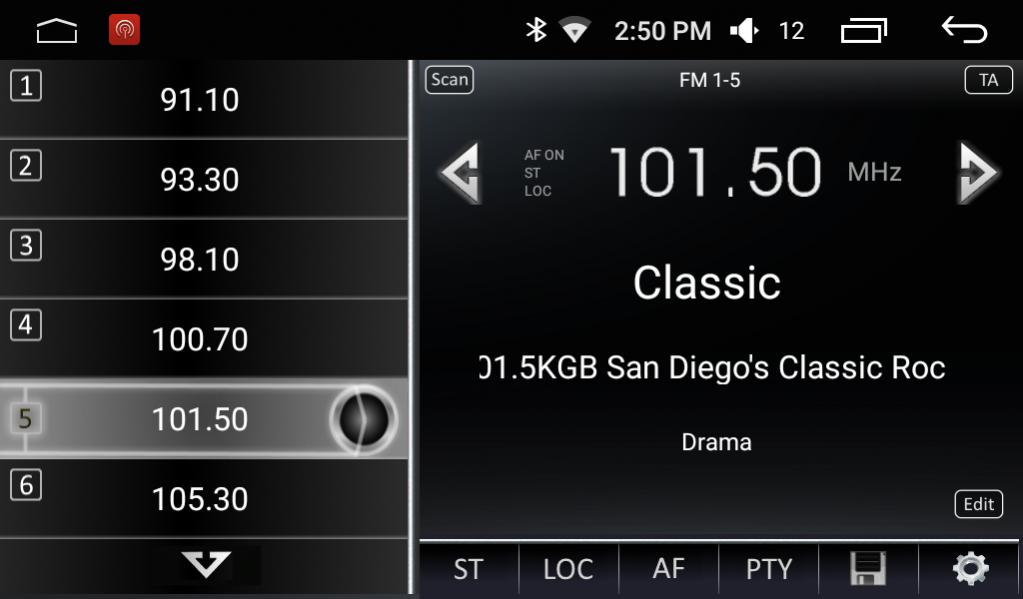 2:50 PM 12
1 91.10
2 93.30
3 98.10
4 100.70
5 101.50
6 105.30
Scan FM 1-5 TA
AF ON
ST
LOC
101.50 MHz
Classic
01.5KGB San Diego's Classic Roc
Drama
Edit
ST LOC AF PTY